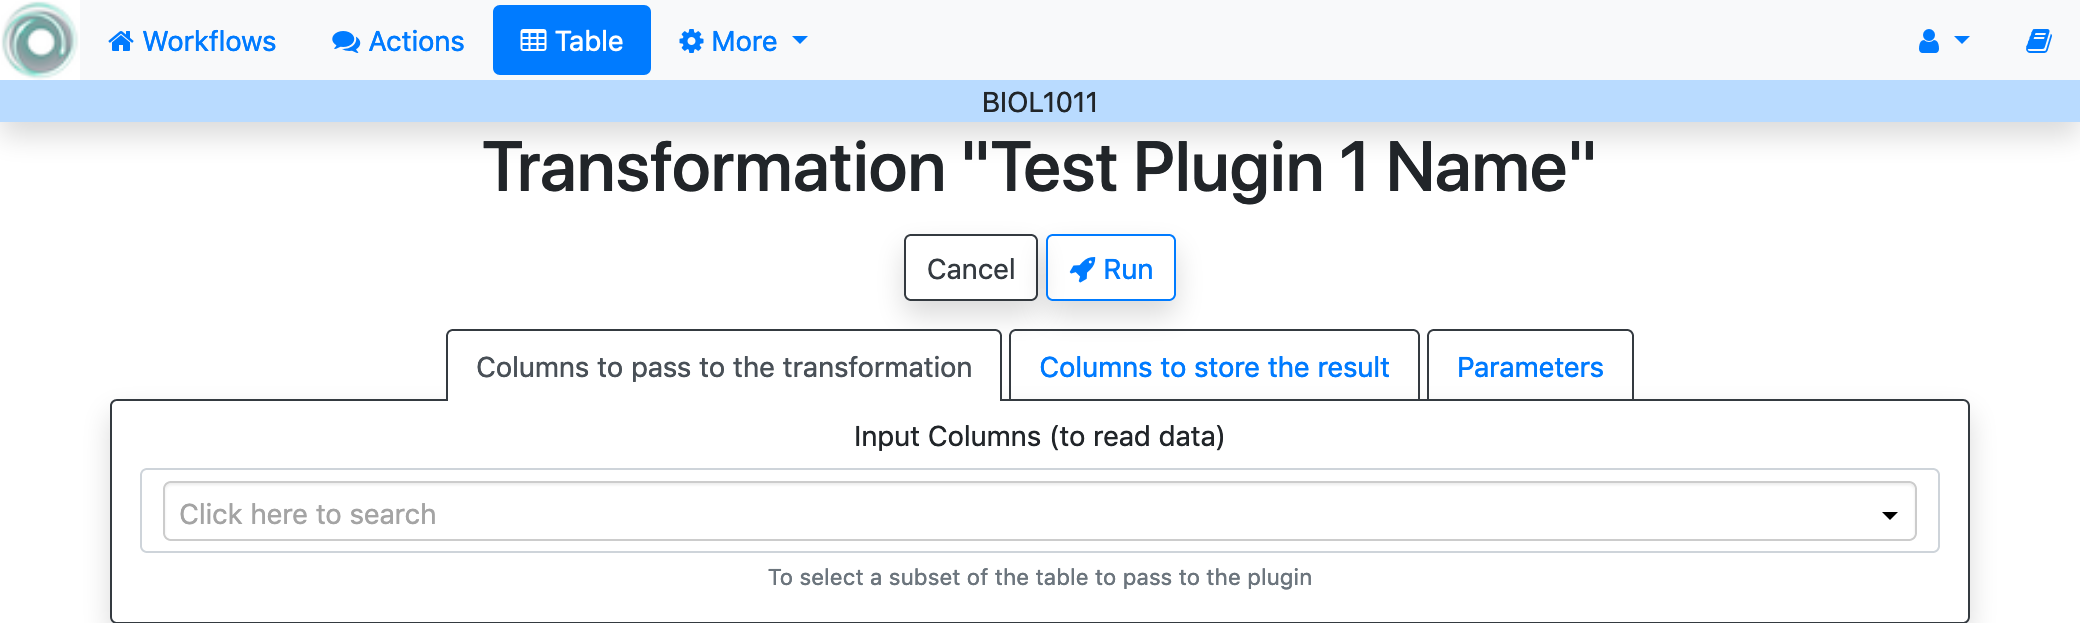 Workflows Actions Table More
BIOL1011
Transformation "Test Plugin 1 Name"
Cancel Run
Columns to pass to the transformation Columns to store the result Parameters
Input Columns (to read data)
Click here to search
To select a subset of the table to pass to the plugin